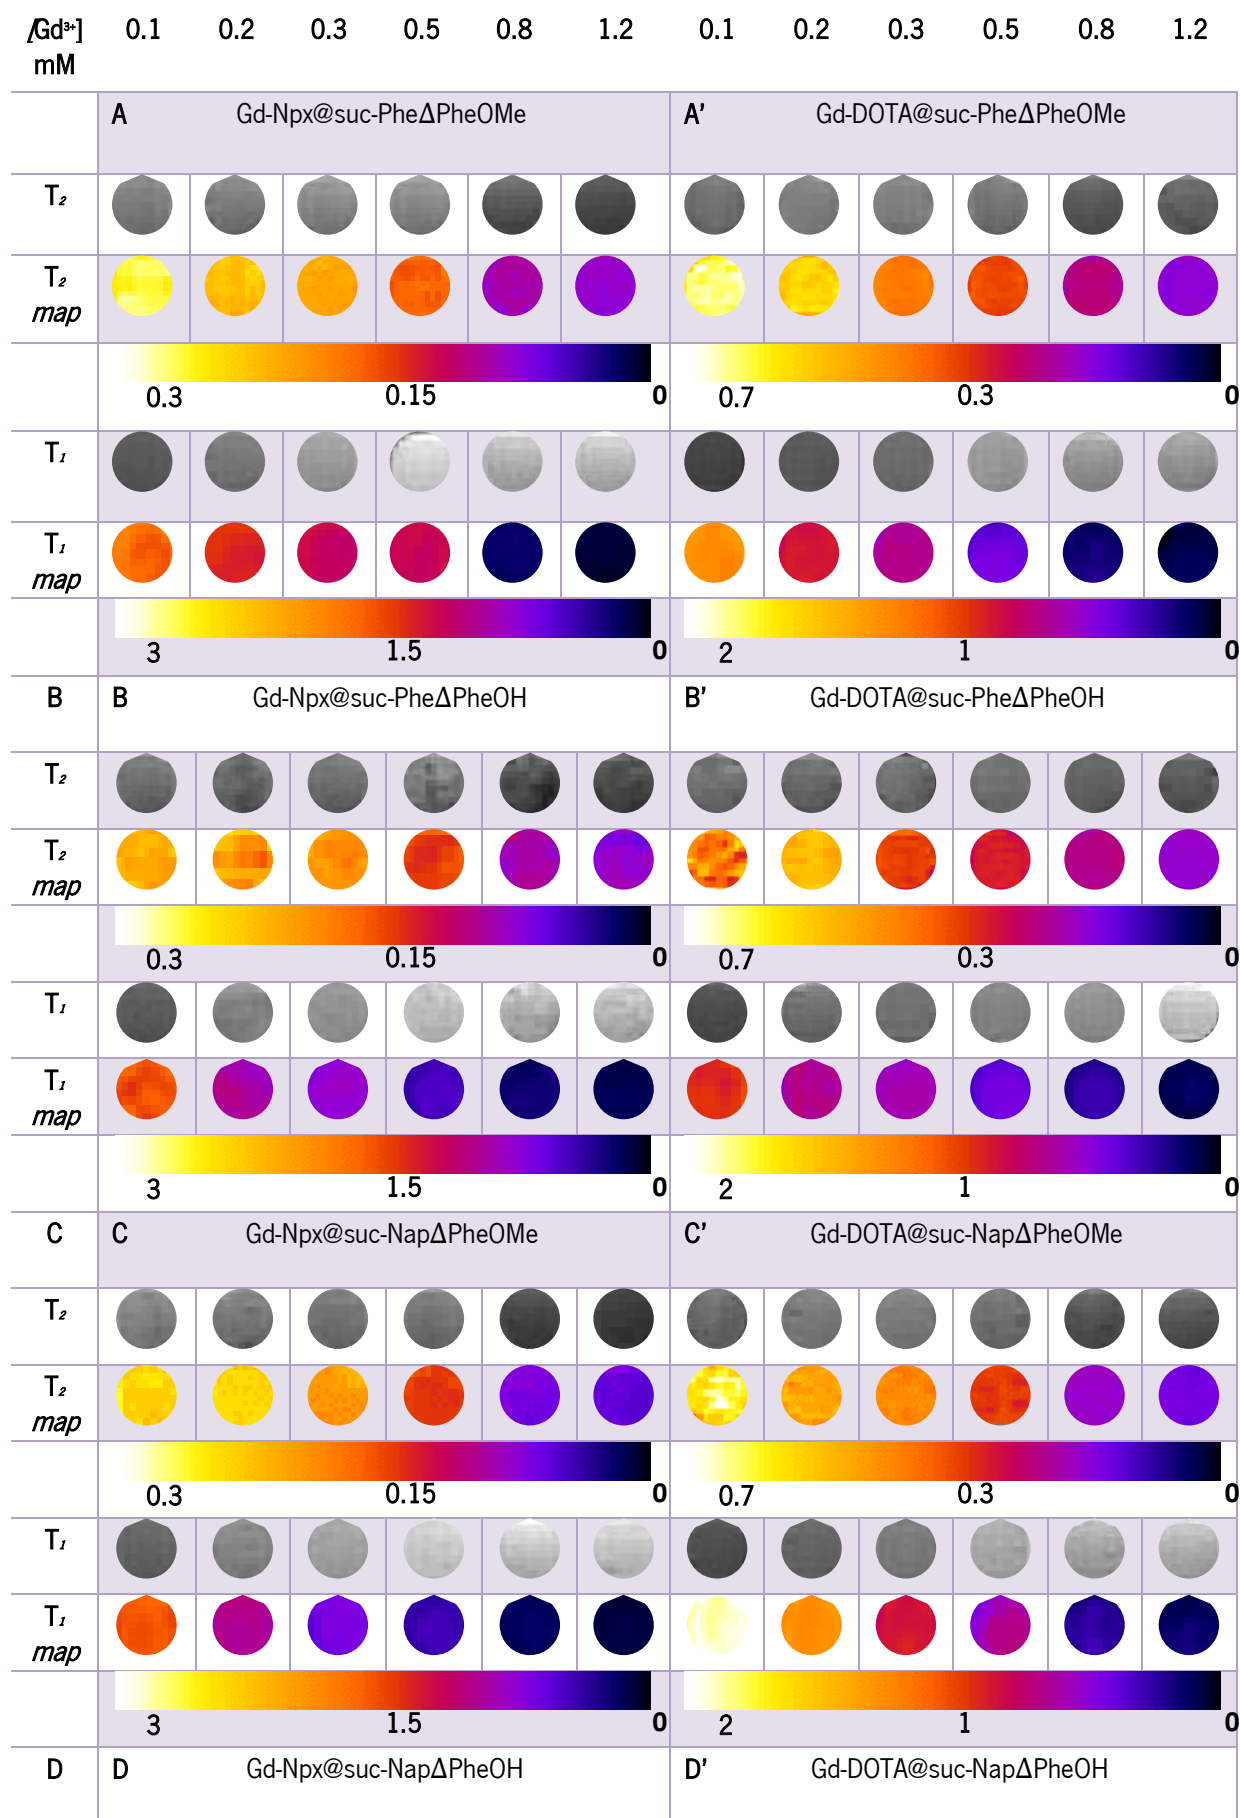 [Gd³⁺] 0.1 0.2 0.3 0.5 0.8 1.2 0.1 0.2 0.3 0.5 0.8 1.2
mM
A Gd-Npx@suc-PheΔPheOMe A' Gd-DOTA@suc-PheΔPheOMe
T₂
T₂
map
0.3 0.15 0 0.7 0.3 0
T₁
T₁
map
3 1.5 0 2 1 0
B B Gd-Npx@suc-PheΔPheOH B' Gd-DOTA@suc-PheΔPheOH
T₂
T₂
map
0.3 0.15 0 0.7 0.3 0
T₁
T₁
map
3 1.5 0 2 1 0
C C Gd-Npx@suc-NapΔPheOMe C' Gd-DOTA@suc-NapΔPheOMe
T₂
T₂
map
0.3 0.15 0 0.7 0.3 0
T₁
T₁
map
3 1.5 0 2 1 0
D D Gd-Npx@suc-NapΔPheOH D' Gd-DOTA@suc-NapΔPheOH